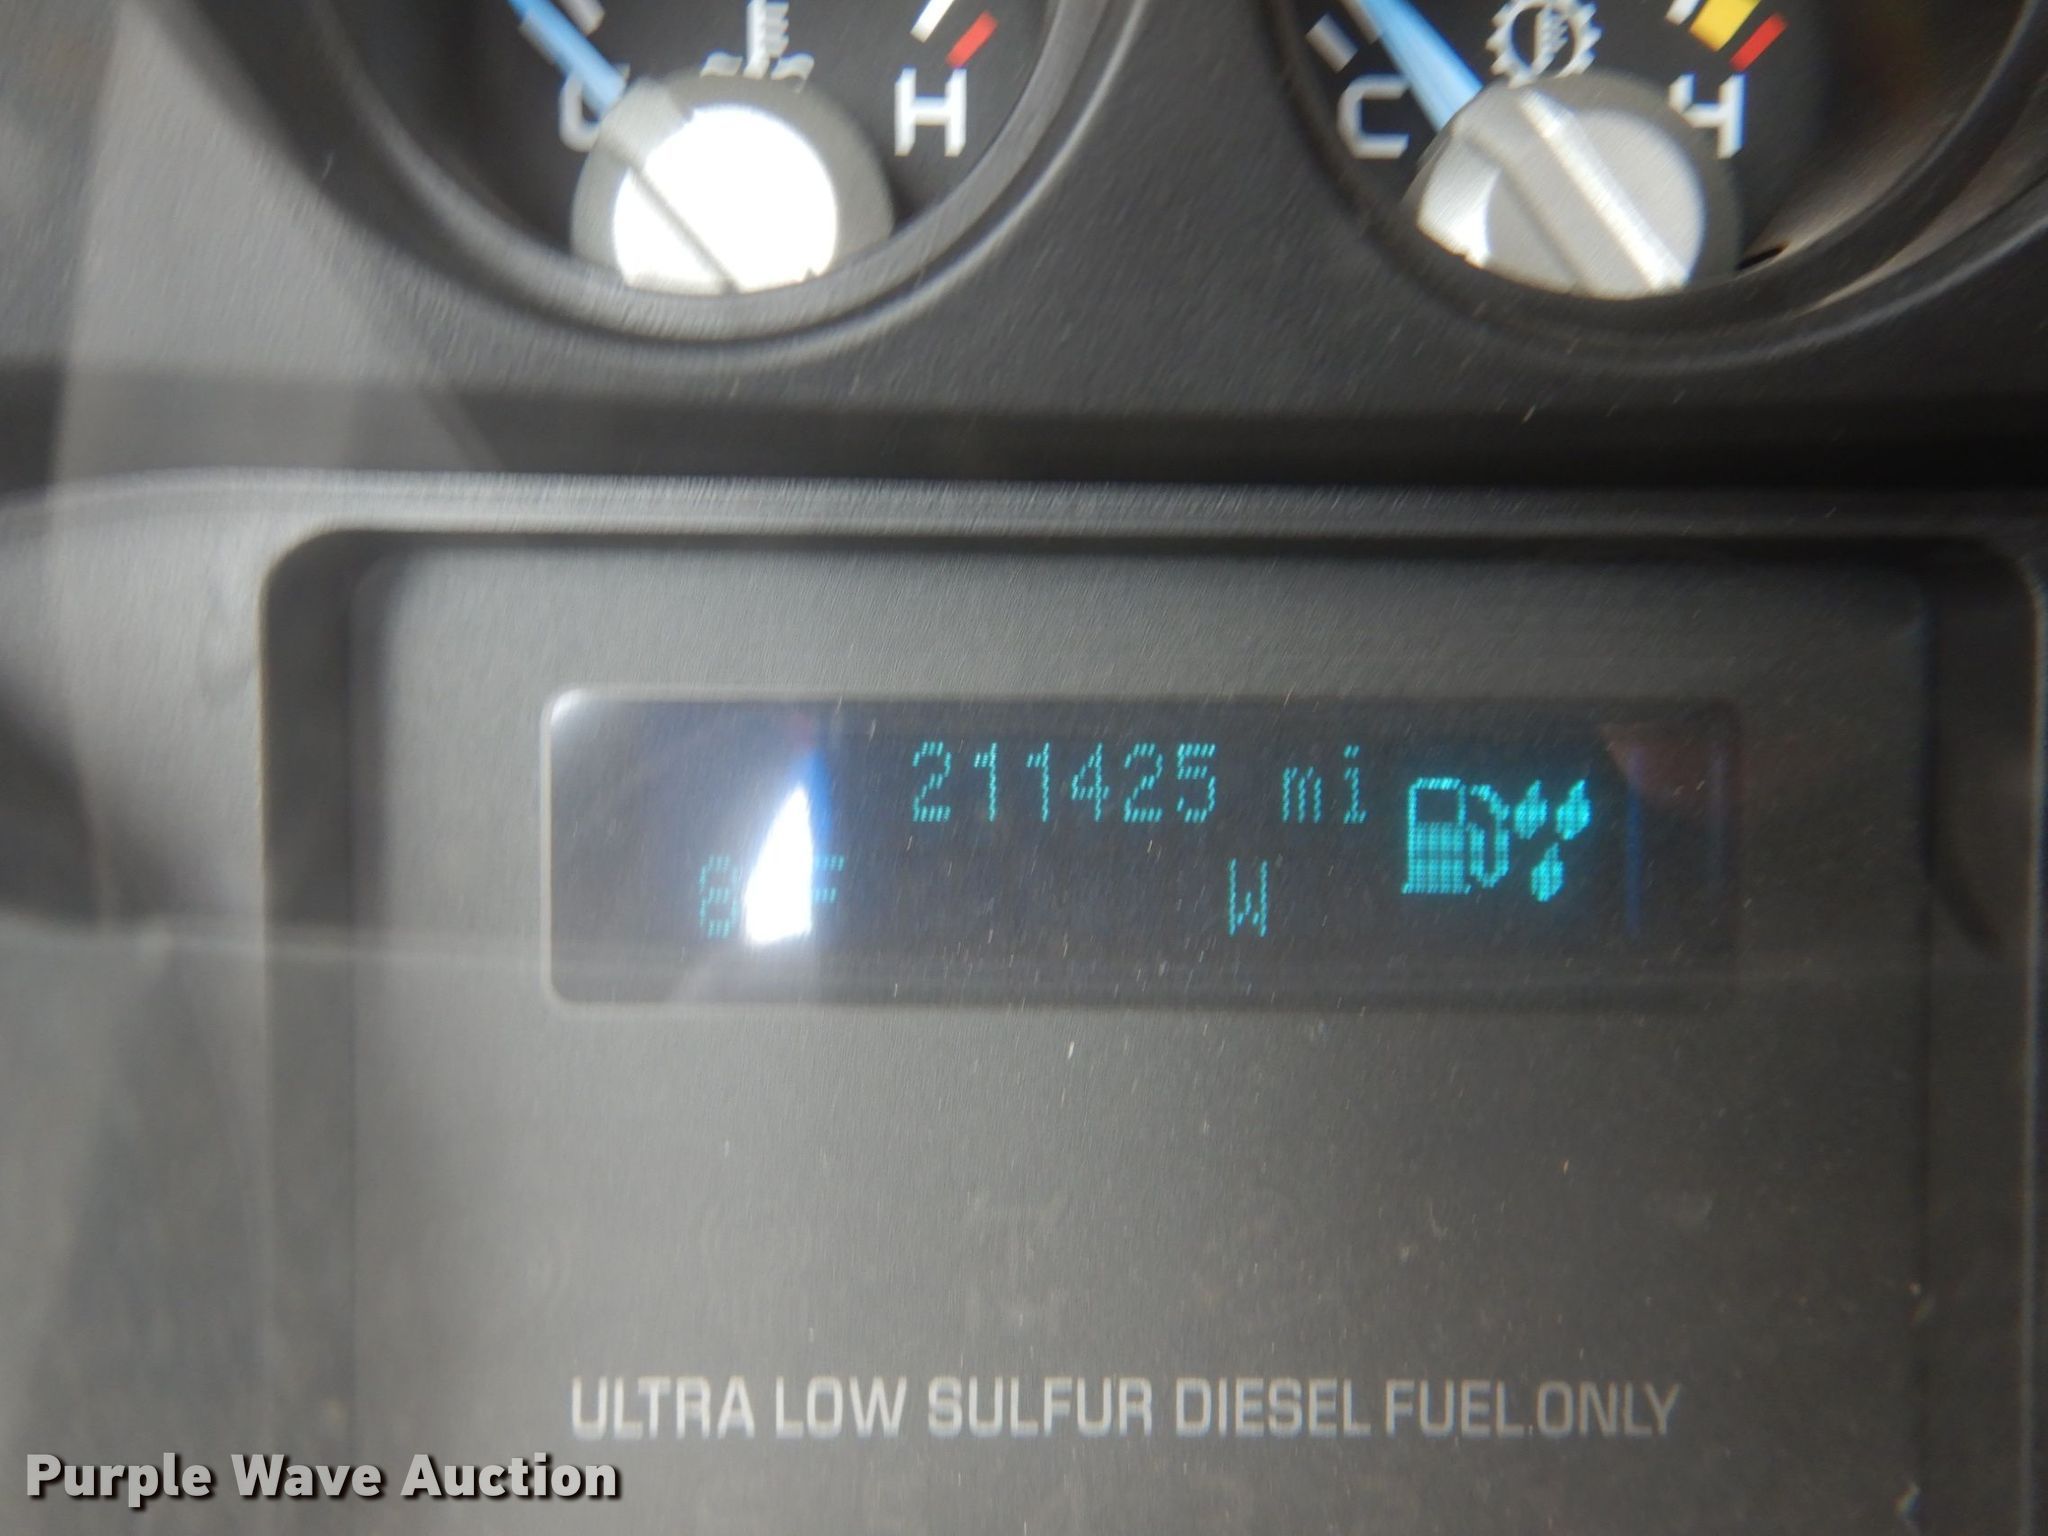 C H
C H
211425 mi
W
ULTRA LOW SULFUR DIESEL FUEL ONLY
Purple Wave Auction